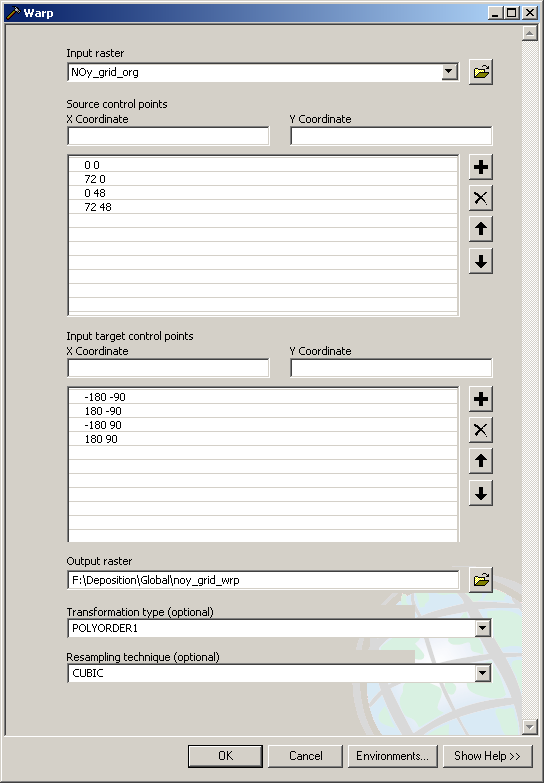 Warp
Input raster
NOy_grid_org
Source control points
X Coordinate Y Coordinate
0 0
72 0
0 48
72 48
Input target control points
X Coordinate Y Coordinate
-180 -90
180 -90
-180 90
180 90
Output raster
F:\Deposition\Global\noy_grid_wrp
Transformation type (optional)
POLYORDER1
Resampling technique (optional)
CUBIC
OK Cancel Environments... Show Help >>